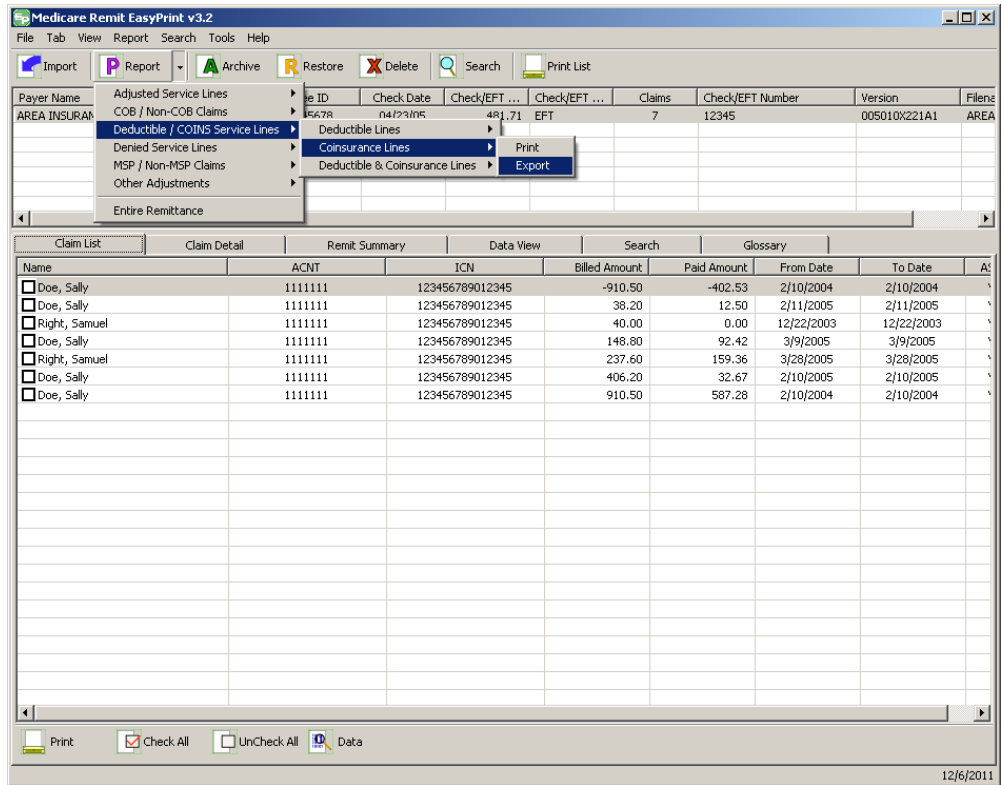 EP Medicare Remit EasyPrint v3.2
File Tab View Report Search Tools Help
Import P Report A Archive R Restore X Delete Search Print List
Payer Name ee ID Check Date Check/EFT ... Check/EFT ... Claims Check/EFT Number Version Filena
AREA INSURAN 5678 04/23/05 481.71 EFT 7 12345 005010X221A1 AREA
Adjusted Service Lines
COB / Non-COB Claims
Deductible / COINS Service Lines
Denied Service Lines
MSP / Non-MSP Claims
Other Adjustments
Entire Remittance
Deductible Lines
Coinsurance Lines
Deductible & Coinsurance Lines
Print
Export
Claim List Claim Detail Remit Summary Data View Search Glossary
Name ACNT ICN Billed Amount Paid Amount From Date To Date
Doe, Sally 1111111 123456789012345 -910.50 -402.53 2/10/2004 2/10/2004
Doe, Sally 1111111 123456789012345 38.20 12.50 2/11/2005 2/11/2005
Right, Samuel 1111111 123456789012345 40.00 0.00 12/22/2003 12/22/2003
Doe, Sally 1111111 123456789012345 148.80 92.42 3/9/2005 3/9/2005
Right, Samuel 1111111 123456789012345 237.60 159.36 3/28/2005 3/28/2005
Doe, Sally 1111111 123456789012345 406.20 32.67 2/10/2005 2/10/2005
Doe, Sally 1111111 123456789012345 910.50 587.28 2/10/2004 2/10/2004
Print Check All UnCheck All Data
12/6/2011